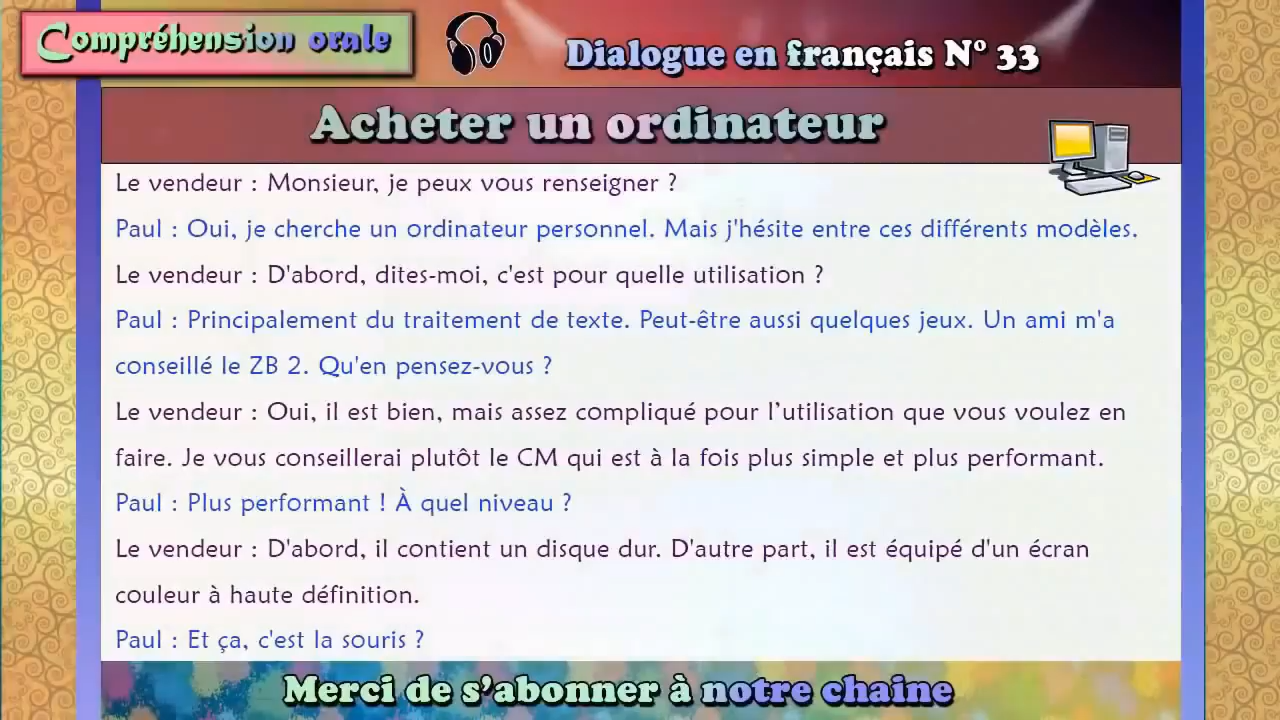 Compréhension orale
Dialogue en français N° 33
Acheter un ordinateur
Le vendeur : Monsieur, je peux vous renseigner ?
Paul : Oui, je cherche un ordinateur personnel. Mais j'hésite entre ces différents modèles.
Le vendeur : D'abord, dites-moi, c'est pour quelle utilisation ?
Paul : Principalement du traitement de texte. Peut-être aussi quelques jeux. Un ami m'a
conseillé le ZB 2. Qu'en pensez-vous ?
Le vendeur : Oui, il est bien, mais assez compliqué pour l’utilisation que vous voulez en
faire. Je vous conseillerai plutôt le CM qui est à la fois plus simple et plus performant.
Paul : Plus performant ! À quel niveau ?
Le vendeur : D'abord, il contient un disque dur. D'autre part, il est équipé d'un écran
couleur à haute définition.
Paul : Et ça, c'est la souris ?
Merci de s’abonner à notre chaine